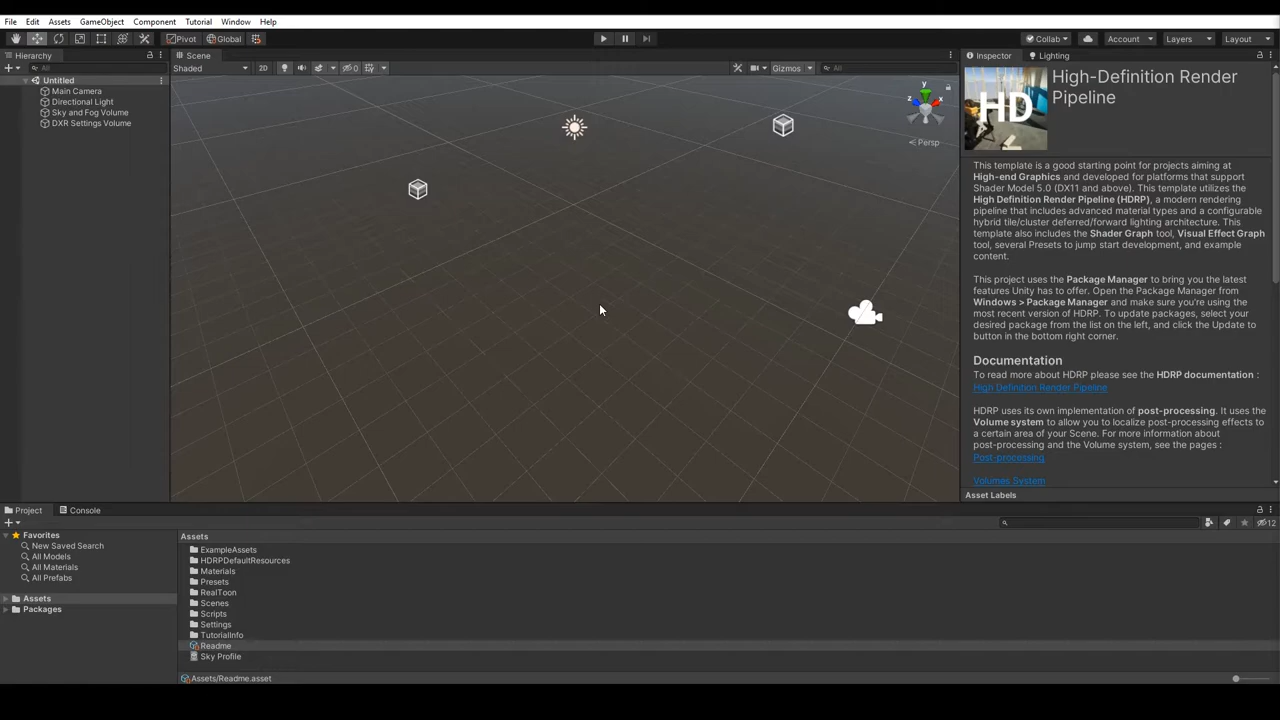 File Edit Assets GameObject Component Tutorial Window Help
Pivot Global Collab Account Layers Layout
Hierarchy
All
Untitled
Main Camera
Directional Light
Sky and Fog Volume
DXR Settings Volume
Scene
Shaded 2D 0 Gizmos All
y
z x
Persp
Inspector Lighting
HD
High-Definition Render
Pipeline
This template is a good starting point for projects aiming at
High-end Graphics and developed for platforms that support
Shader Model 5.0 (DX11 and above). This template utilizes the
High Definition Render Pipeline (HDRP), a modern rendering
pipeline that includes advanced material types and a configurable
hybrid tile/cluster deferred/forward lighting architecture. This
template also includes the Shader Graph tool, Visual Effect Graph
tool, several Presets to jump start development, and example
content.
This project uses the Package Manager to bring you the latest
features Unity has to offer. Open the Package Manager from
Windows > Package Manager and make sure you're using the
most recent version of HDRP. To update packages, select your
desired package from the list on the left, and click the Update to
button in the bottom right corner.
Documentation
To read more about HDRP please see the HDRP documentation :
High Definition Render Pipeline
HDRP uses its own implementation of post-processing. It uses the
Volume system to allow you to localize post-processing effects to
a certain area of your Scene. For more information about
post-processing and the Volume system, see the pages :
Post-processing
Volumes System
Asset Labels
Project Console
12
Favorites
New Saved Search
All Models
All Materials
All Prefabs
Assets
Packages
Assets
ExampleAssets
HDRPDefaultResources
Materials
Presets
RealToon
Scenes
Scripts
Settings
TutorialInfo
Readme
Sky Profile
Assets/Readme.asset